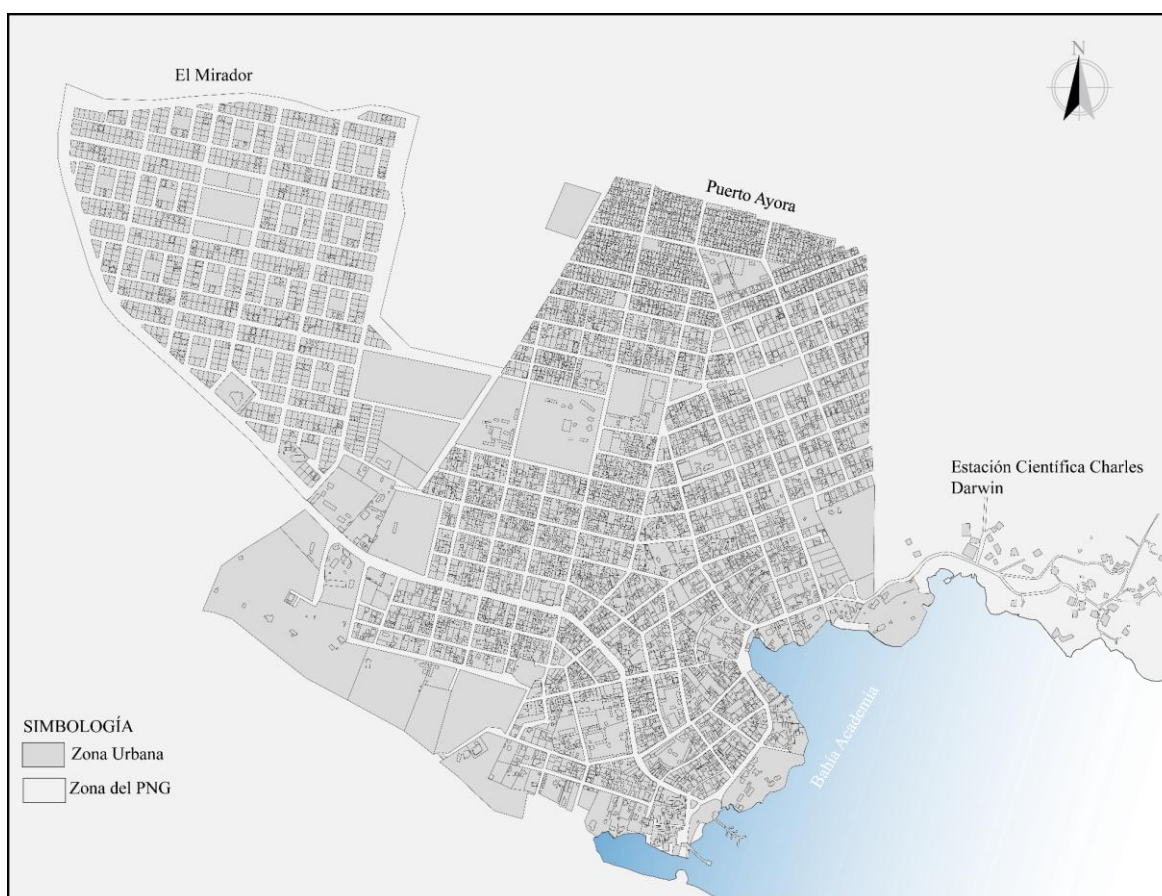 El Mirador
N
Puerto Ayora
Estación Científica Charles
Darwin
Bahía Academia
SIMBOLOGÍA
Zona Urbana
Zona del PNG